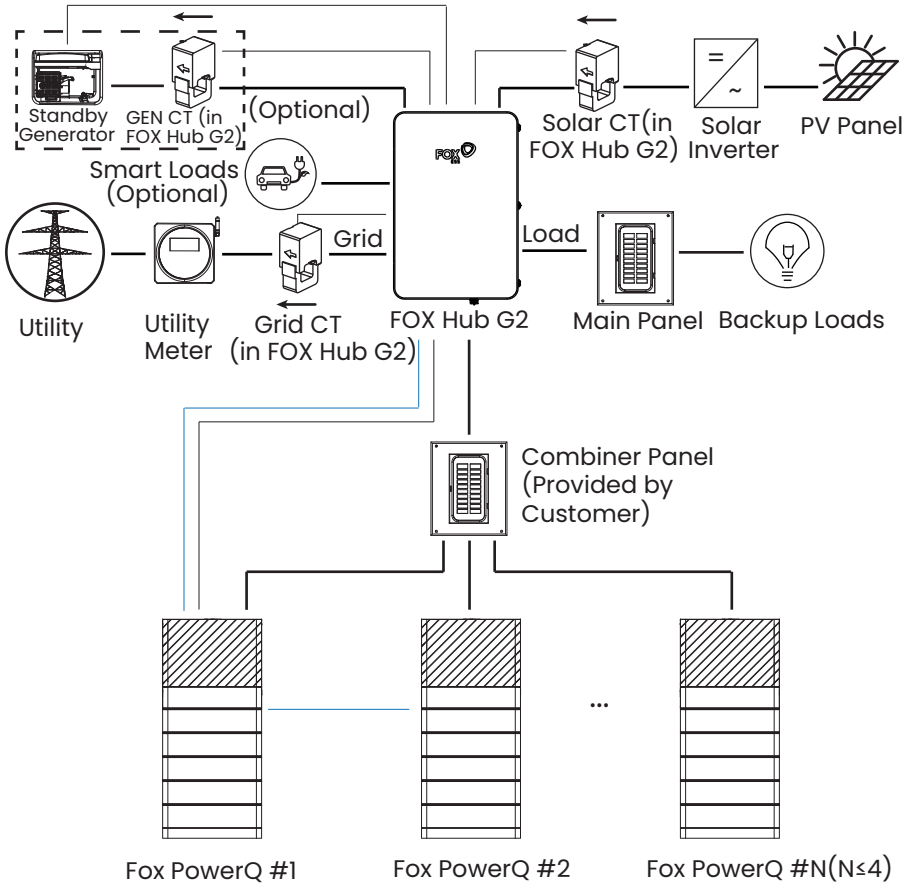 Standby
Generator
GEN CT (in
FOX Hub G2)
(Optional)
Solar CT(in
FOX Hub G2)
Solar
Inverter
PV Panel
Smart Loads
(Optional)
FOX
ESS
Grid
Load
Utility
Utility
Meter
Grid CT
(in FOX Hub G2)
FOX Hub G2
Main Panel
Backup Loads
Combiner Panel
(Provided by
Customer)
...
Fox PowerQ #1
Fox PowerQ #2
Fox PowerQ #N(N≤4)